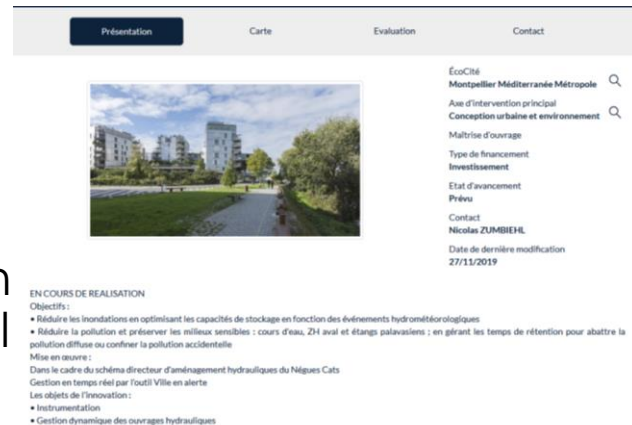 Présentation Carte Evaluation Contact
ÉcoCité
Montpellier Méditerranée Métropole
Axe d'intervention principal
Conception urbaine et environnement
Maîtrise d'ouvrage
Type de financement
Investissement
Etat d'avancement
Prévu
Contact
Nicolas ZUMBIEHL
Date de dernière modification
27/11/2019
EN COURS DE REALISATION
Objectifs :
• Réduire les inondations en optimisant les capacités de stockage en fonction des événements hydrométéorologiques
• Réduire la pollution et préserver les milieux sensibles : cours d'eau, ZH aval et étangs palavasiens ; en gérant les temps de rétention pour abattre la
pollution diffuse ou confiner la pollution accidentelle
Mise en œuvre :
Dans le cadre du schéma directeur d'aménagement hydrauliques du Nègues Cats
Gestion en temps réel par l'outil Ville en alerte
Les objets de l'innovation :
• Instrumentation
• Gestion dynamique des ouvrages hydrauliques